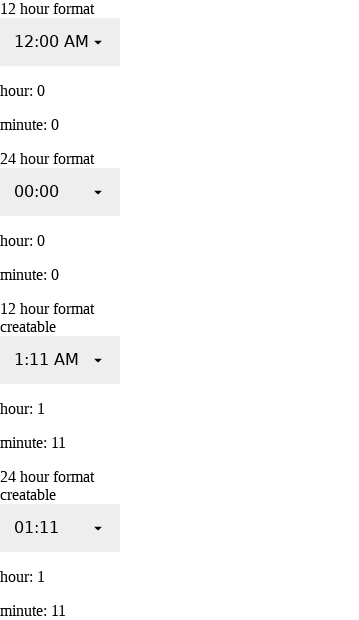 12 hour format
12:00 AM
hour: 0
minute: 0
24 hour format
00:00
hour: 0
minute: 0
12 hour format
creatable
1:11 AM
hour: 1
minute: 11
24 hour format
creatable
01:11
hour: 1
minute: 11